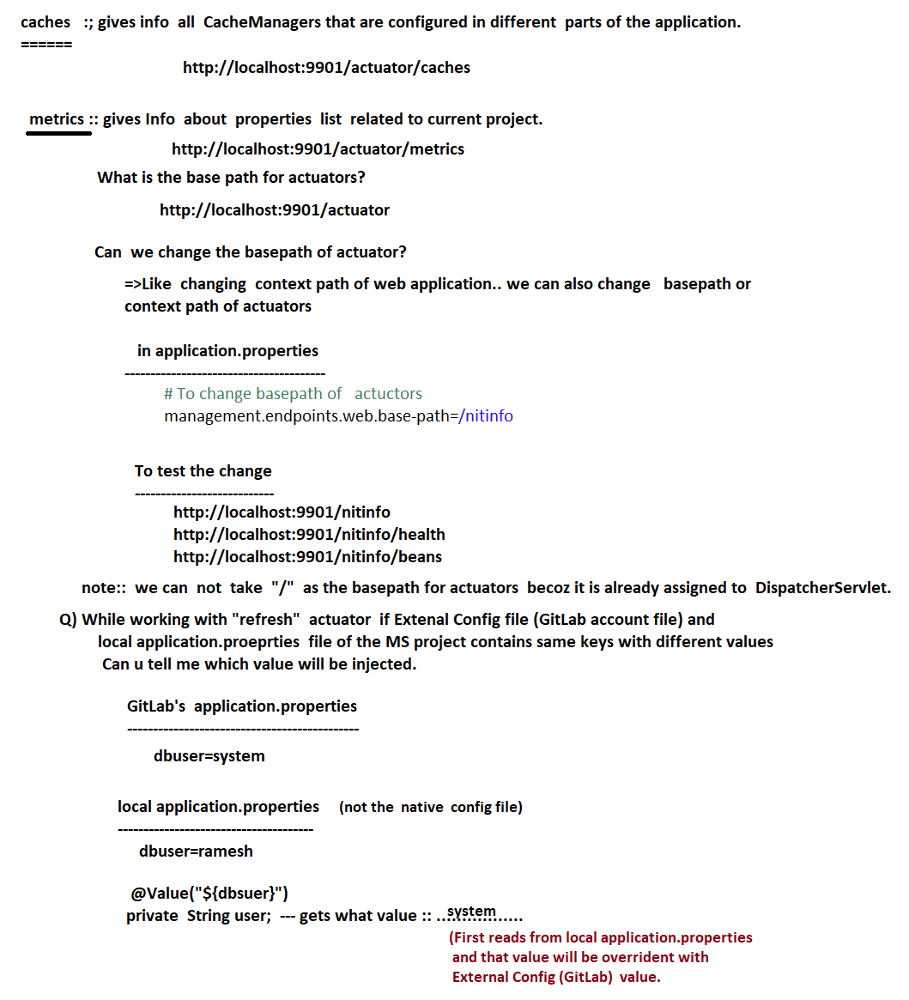 caches :; gives info all CacheManagers that are configured in different parts of the application.
======
http://localhost:9901/actuator/caches
metrics :: gives Info about properties list related to current project.
http://localhost:9901/actuator/metrics
What is the base path for actuators?
http://localhost:9901/actuator
Can we change the basepath of actuator?
=>Like changing context path of web application.. we can also change basepath or
context path of actuators
in application.properties
---------------------------------------
# To change basepath of actuctors
management.endpoints.web.base-path=/nitinfo
To test the change
---------------------------
http://localhost:9901/nitinfo
http://localhost:9901/nitinfo/health
http://localhost:9901/nitinfo/beans
note:: we can not take "/" as the basepath for actuators becoz it is already assigned to DispatcherServlet.
Q) While working with "refresh" actuator if Extenal Config file (GitLab account file) and
local application.proeprties file of the MS project contains same keys with different values
Can u tell me which value will be injected.
GitLab's application.properties
---------------------------------------------
dbuser=system
local application.properties (not the native config file)
--------------------------------------
dbuser=ramesh
@Value("${dbsuer}")
private String user; --- gets what value :: ...system......
(First reads from local application.properties
and that value will be overrident with
External Config (GitLab) value.